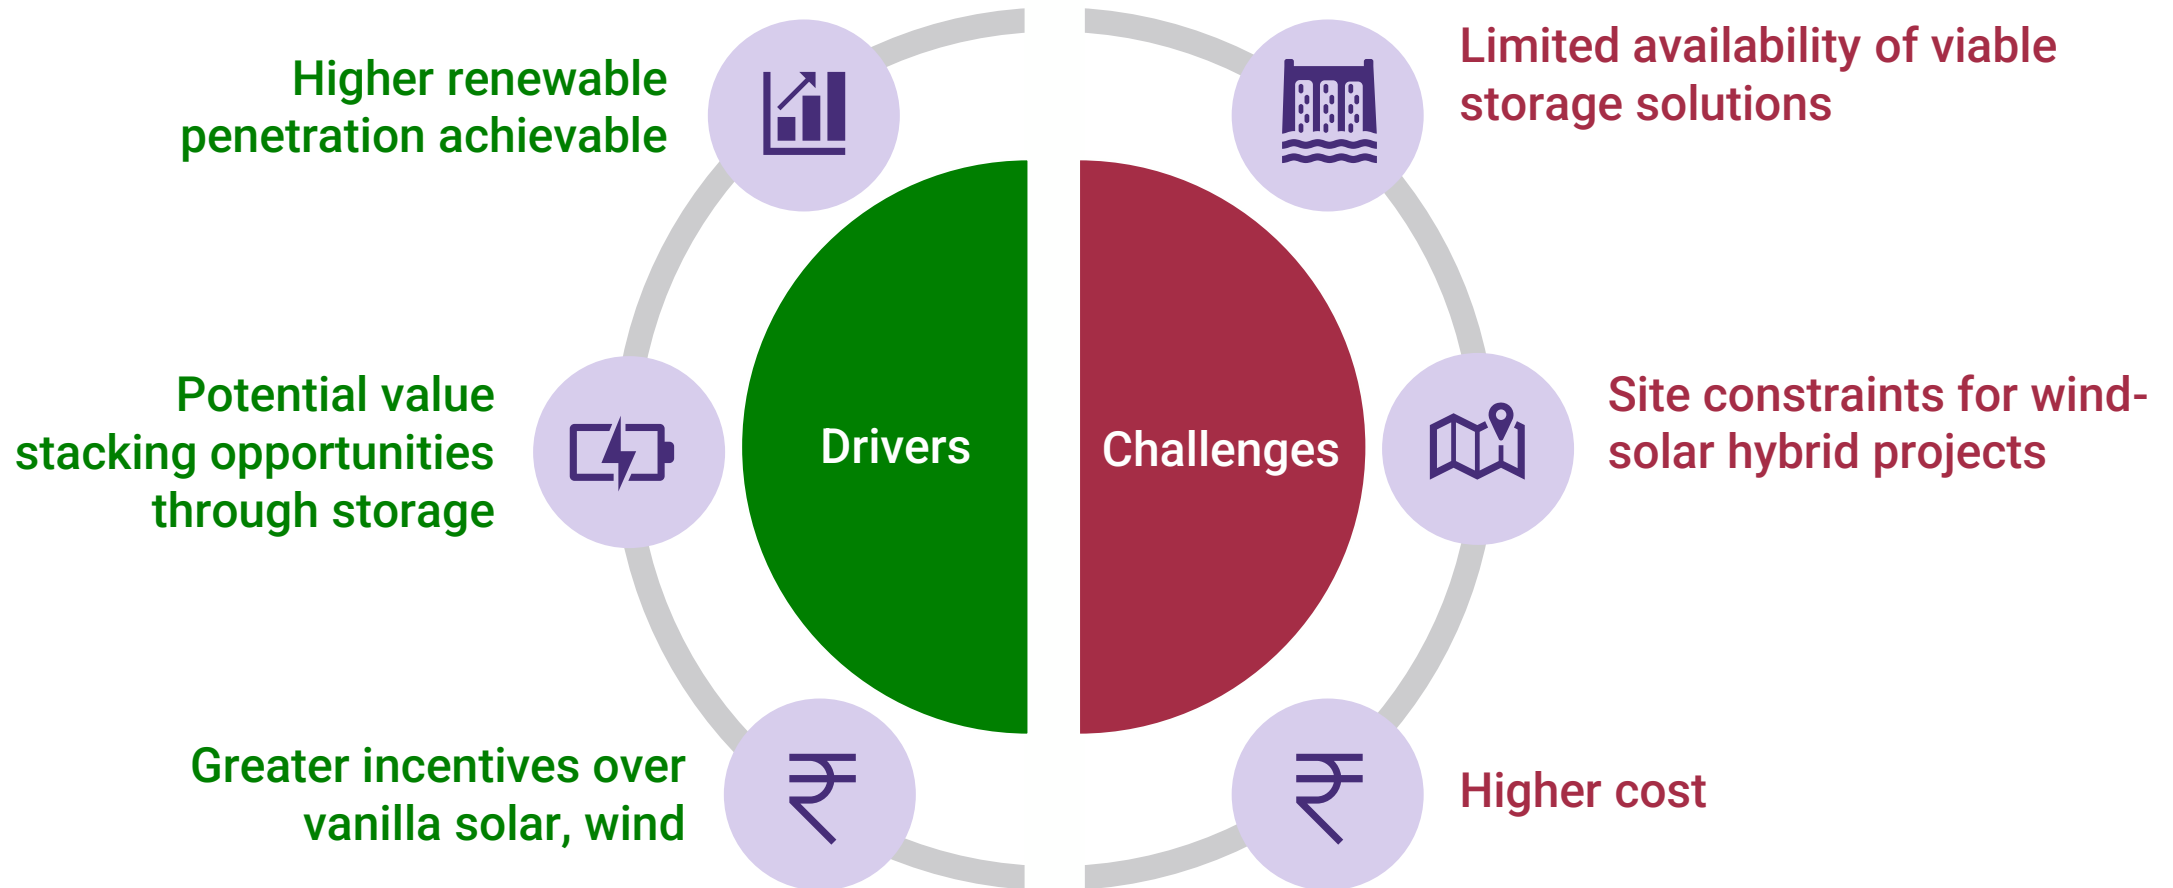 Higher renewable
penetration achievable
Potential value
stacking opportunities
through storage
Greater incentives over
vanilla solar, wind
Drivers
Challenges
Limited availability of viable
storage solutions
Site constraints for wind-
solar hybrid projects
Higher cost
₹
₹